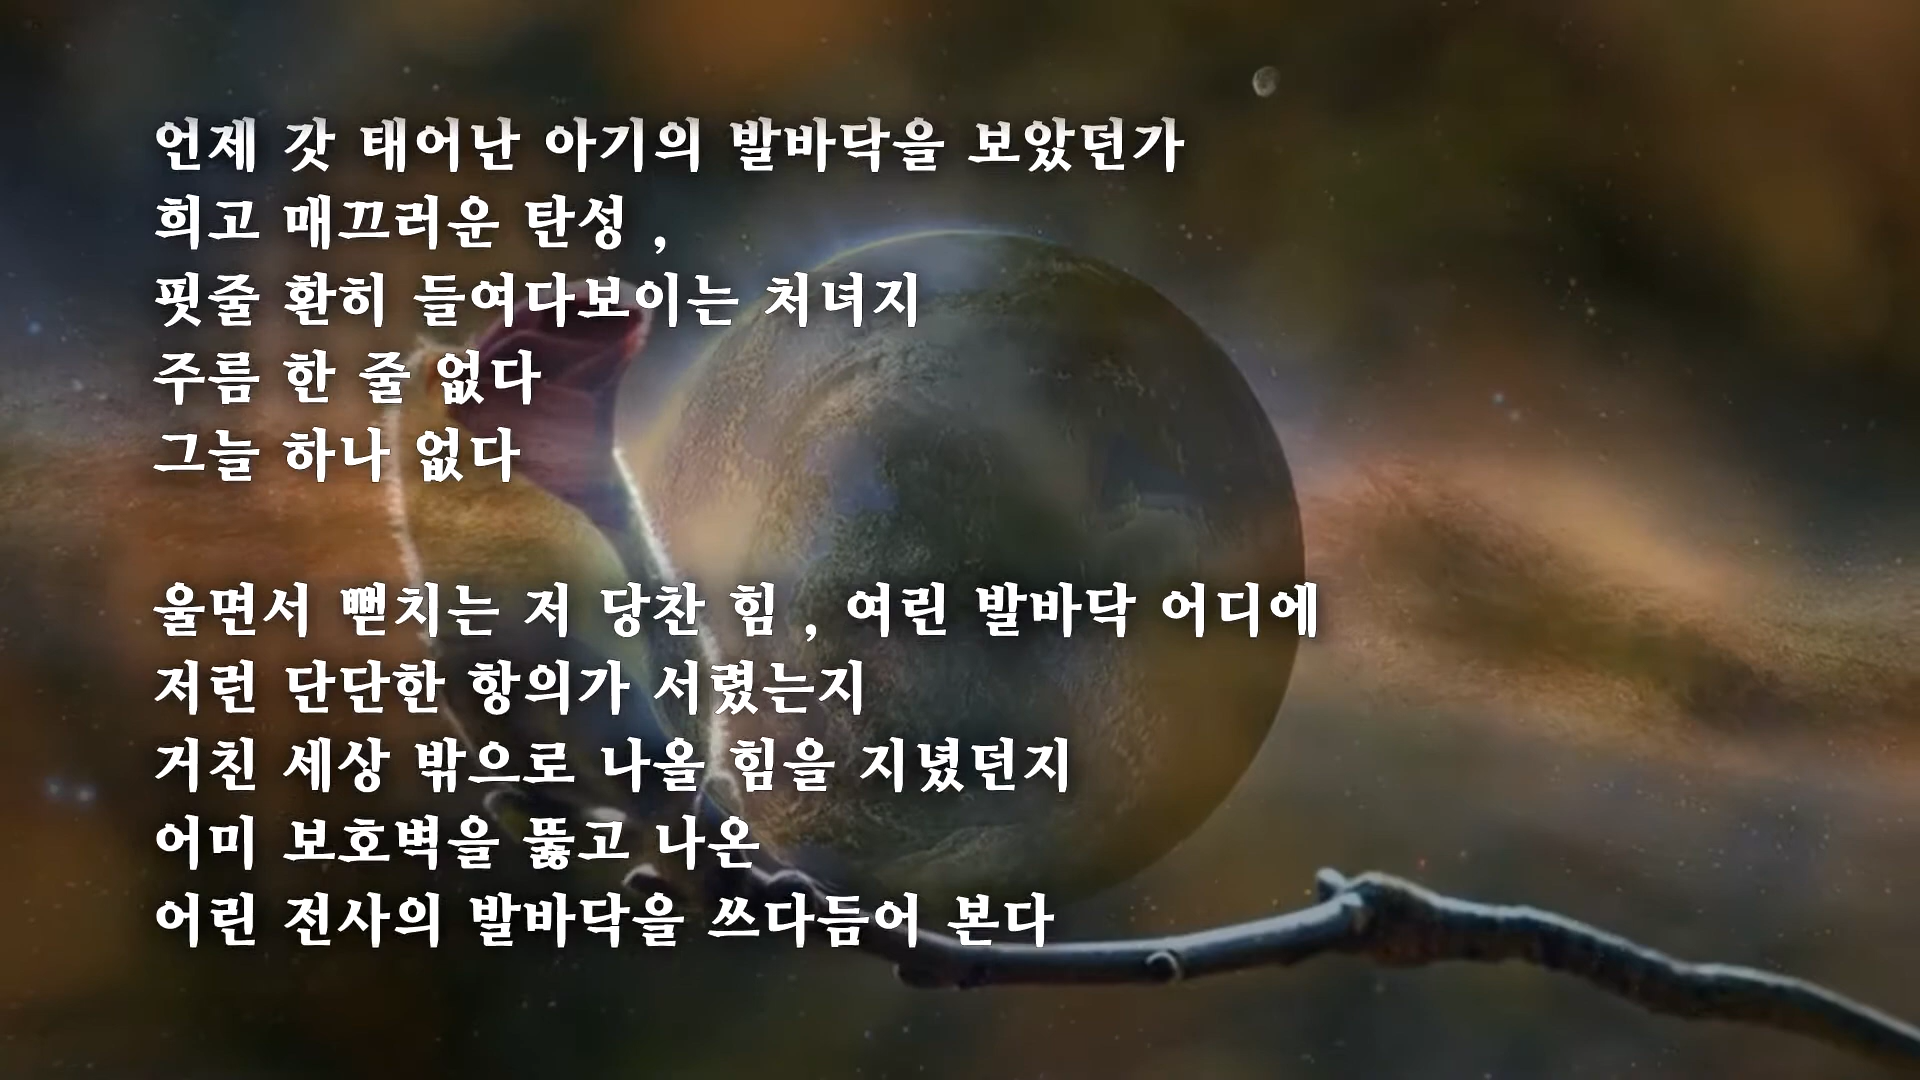 언제 갓 태어난 아기의 발바닥을 보았던가
희고 매끄러운 탄성 ,
핏줄 환히 들여다보이는 처녀지
주름 한 줄 없다
그늘 하나 없다
울면서 뻗치는 저 당찬 힘 , 여린 발바닥 어디에
저런 단단한 항의가 서렸는지
거친 세상 밖으로 나올 힘을 지녔던지
어미 보호벽을 뚫고 나온
어린 전사의 발바닥을 쓰다듬어 본다